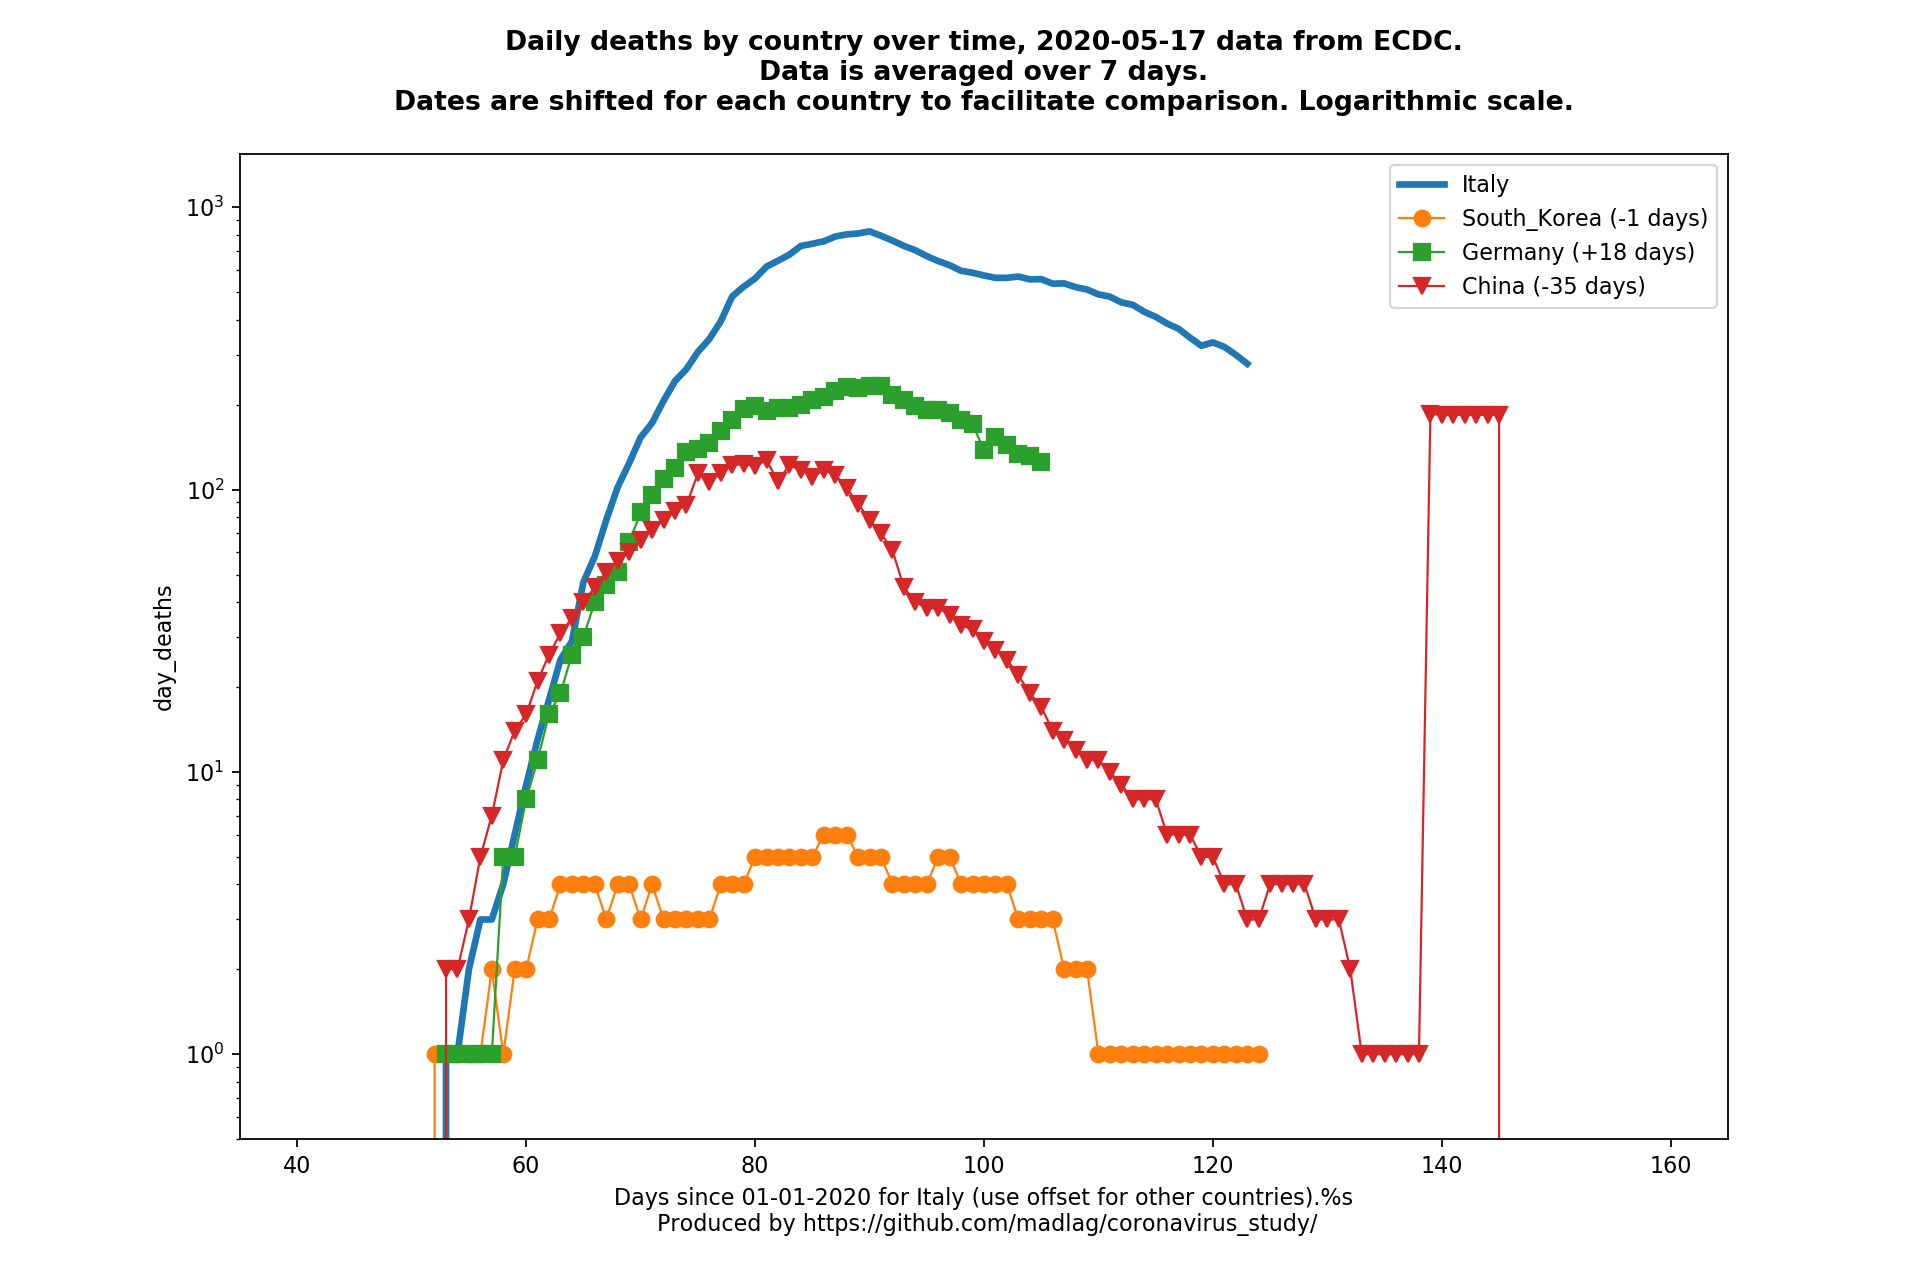 Daily deaths by country over time, 2020-05-17 data from ECDC.
Data is averaged over 7 days.
Dates are shifted for each country to facilitate comparison. Logarithmic scale.
Italy
South_Korea (-1 days)
Germany (+18 days)
China (-35 days)
10³
10²
10¹
10⁰
day_deaths
40 60 80 100 120 140 160
Days since 01-01-2020 for Italy (use offset for other countries).%s
Produced by https://github.com/madlag/coronavirus_study/